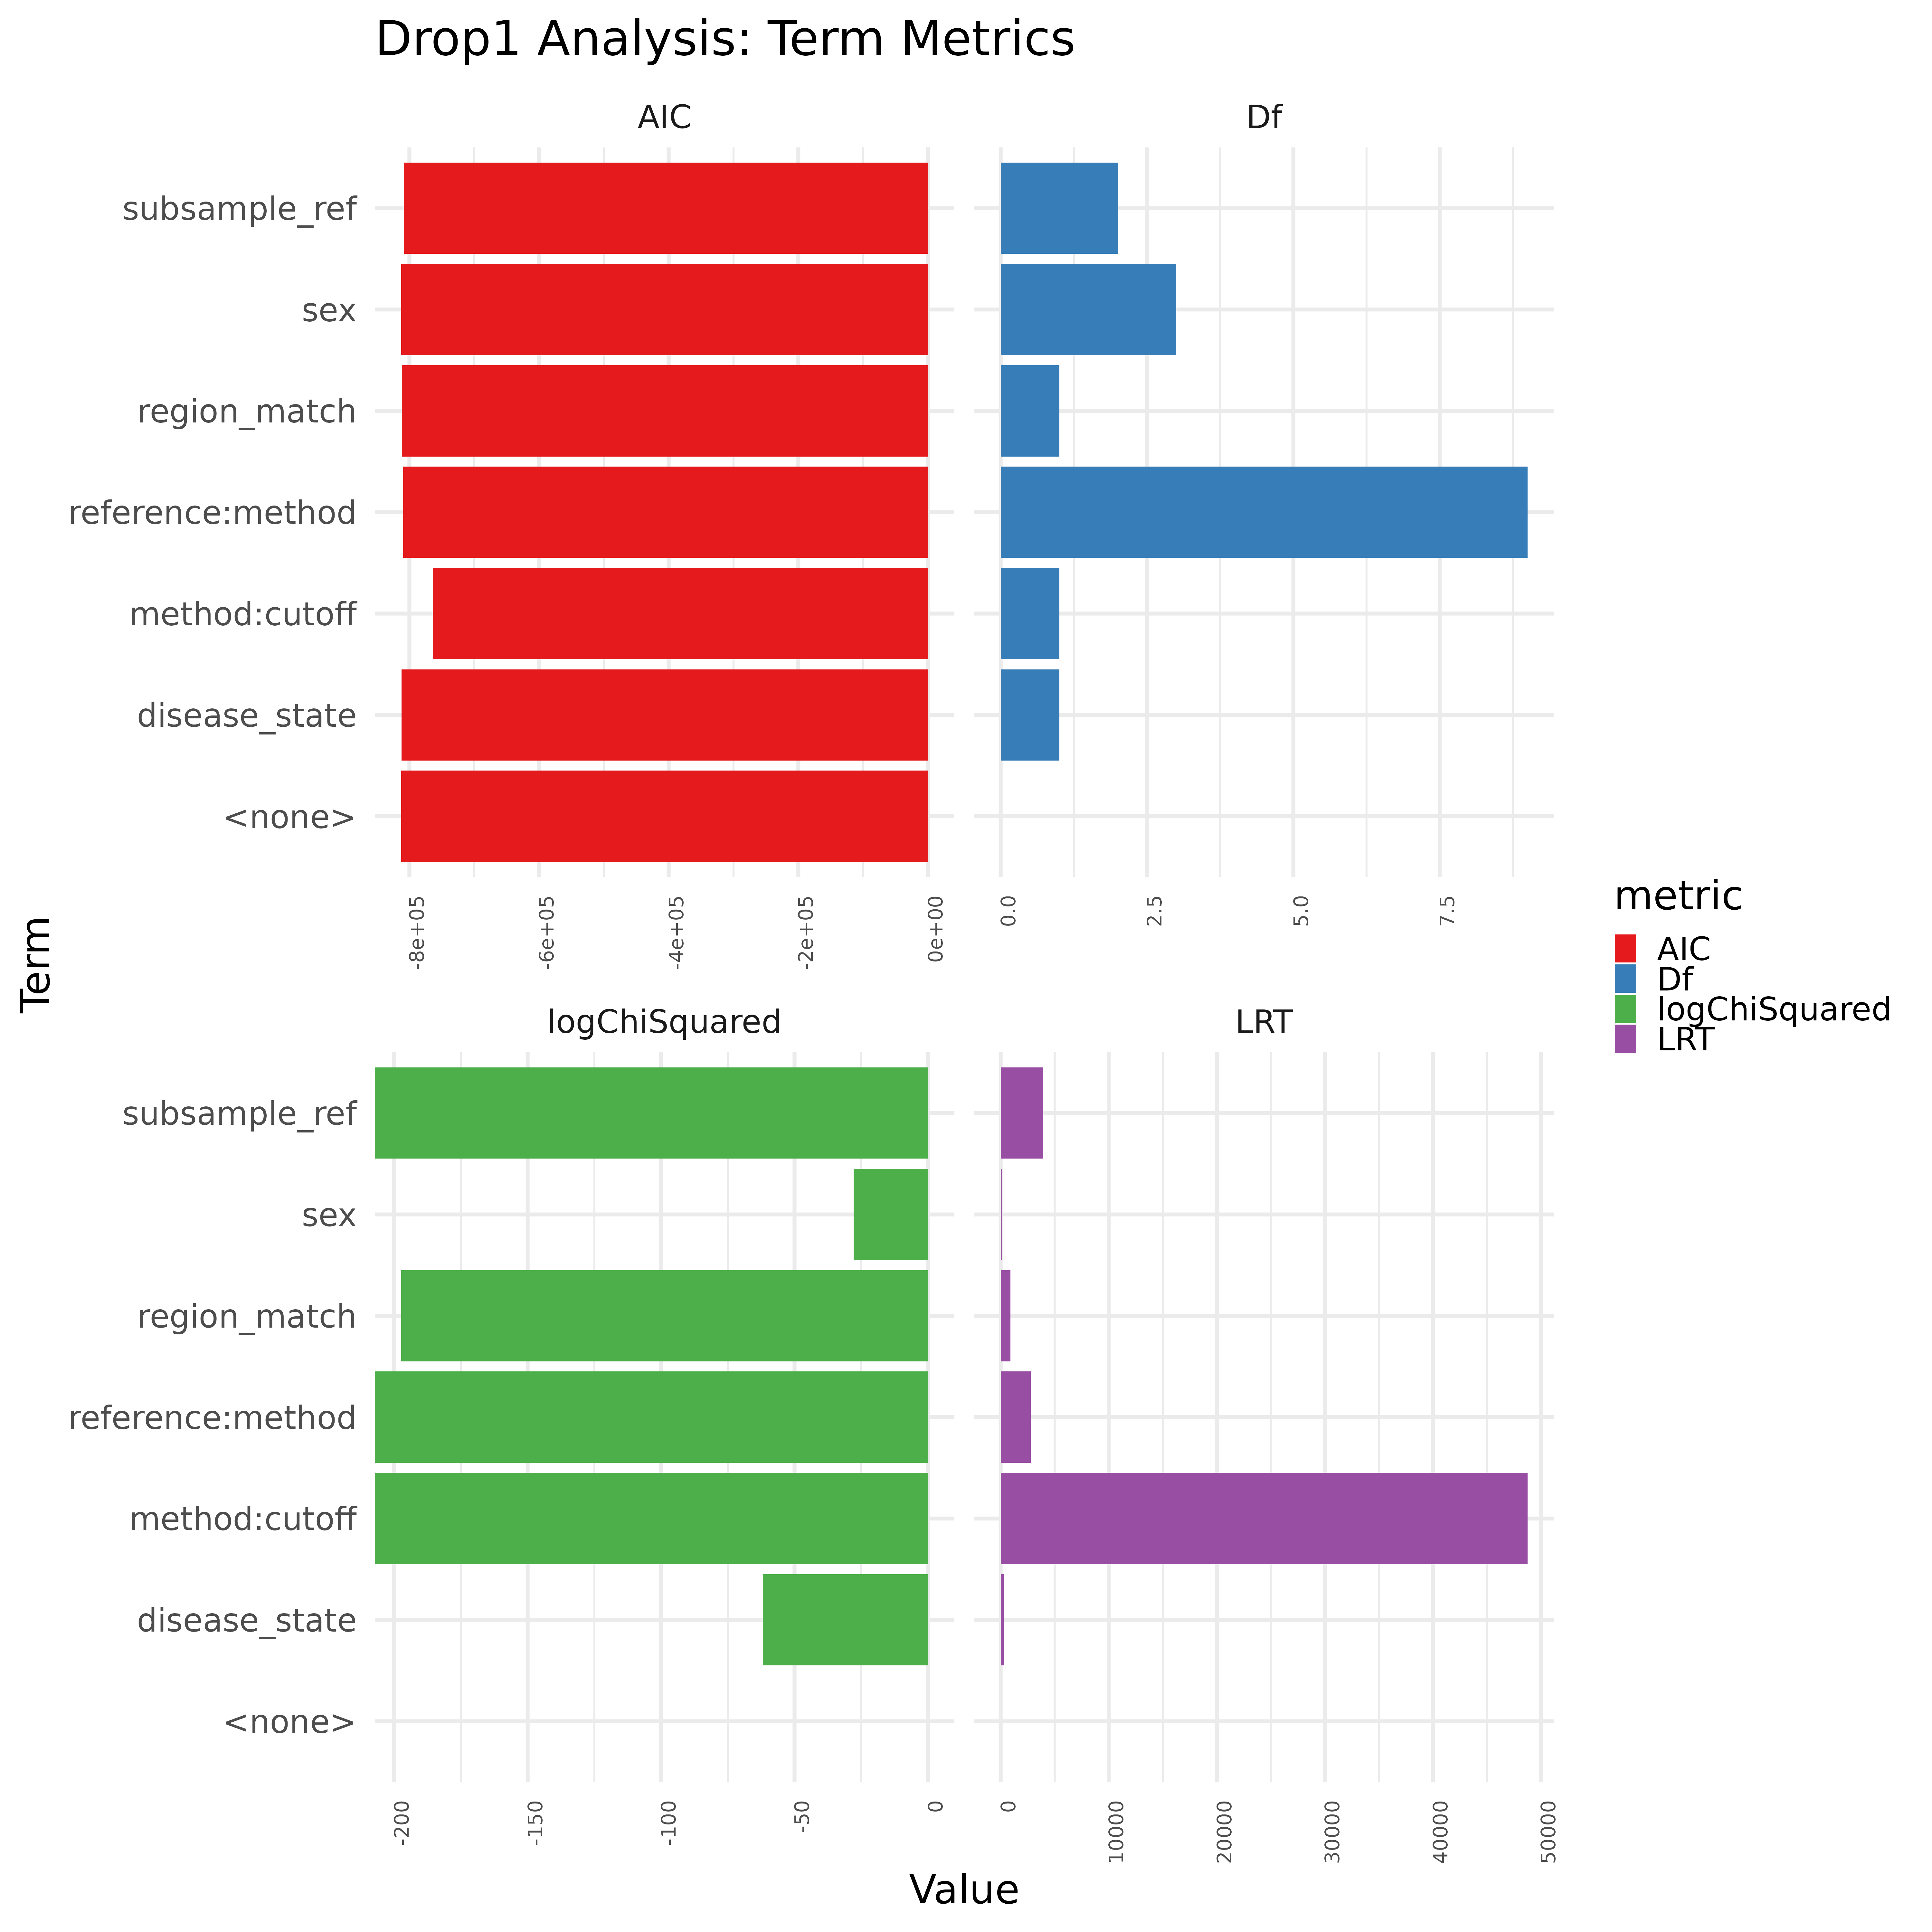 Drop1 Analysis: Term Metrics
AIC
Df
subsample_ref
sex
region_match
reference:method
method:cutoff
disease_state
<none>
-8e+05
-6e+05
-4e+05
-2e+05
0e+00
0.0
2.5
5.0
7.5
Term
logChiSquared
LRT
subsample_ref
sex
region_match
reference:method
method:cutoff
disease_state
<none>
-200
-150
-100
-50
0
0
10000
20000
30000
40000
50000
Value
metric
AIC
Df
logChiSquared
LRT